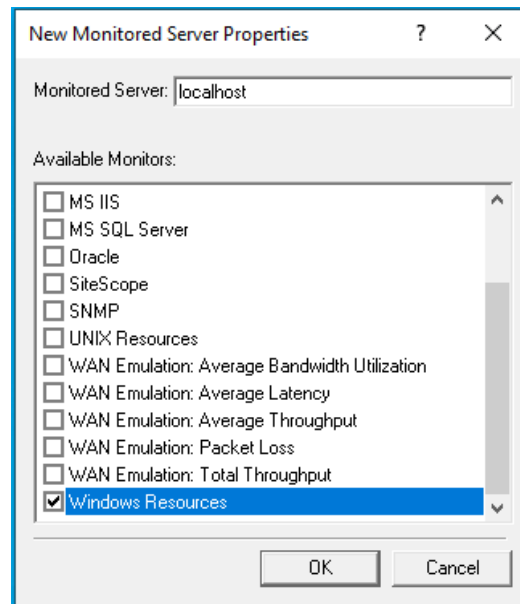 New Monitored Server Properties ?
Monitored Server: localhost
Available Monitors:
MS IIS
MS SQL Server
Oracle
SiteScope
SNMP
UNIX Resources
WAN Emulation: Average Bandwidth Utilization
WAN Emulation: Average Latency
WAN Emulation: Average Throughput
WAN Emulation: Packet Loss
WAN Emulation: Total Throughput
Windows Resources
OK Cancel